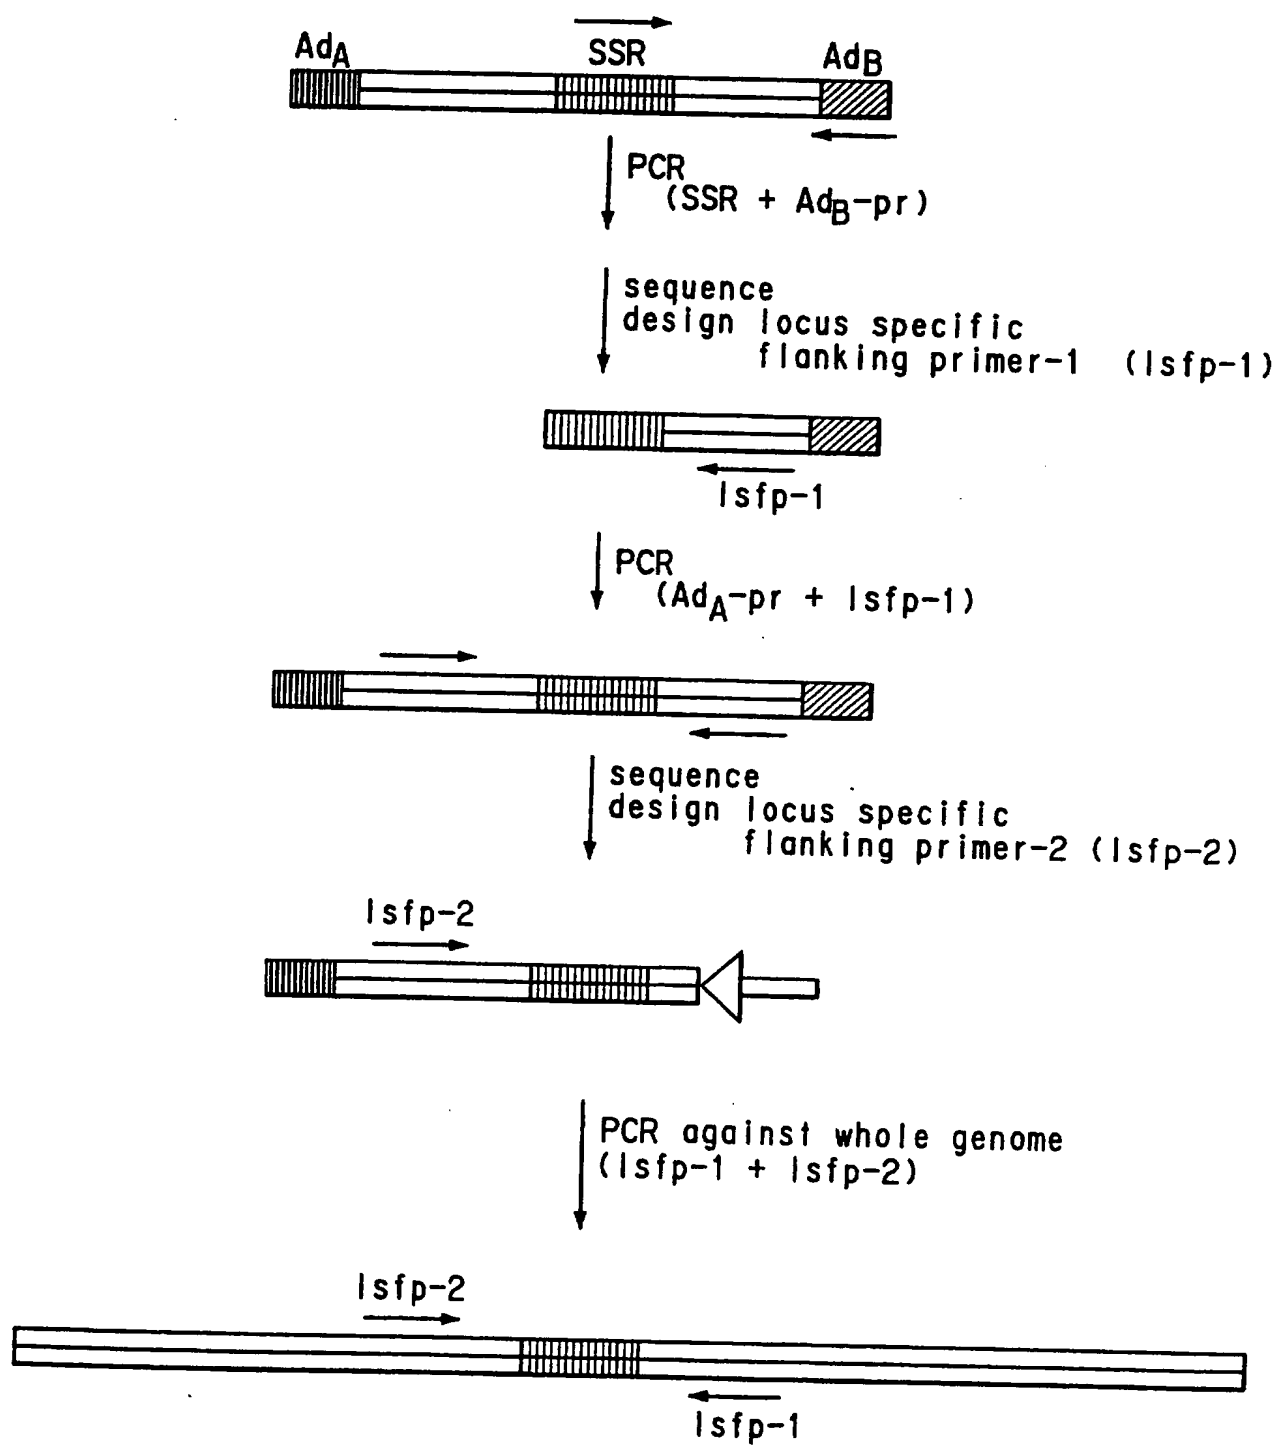 AdA SSR AdB
PCR
(SSR + AdB-pr)
sequence
design locus specific
flanking primer-1 (lsfp-1)
lsfp-1
PCR
(AdA-pr + lsfp-1)
sequence
design locus specific
flanking primer-2 (lsfp-2)
lsfp-2
PCR against whole genome
(lsfp-1 + lsfp-2)
lsfp-2
lsfp-1